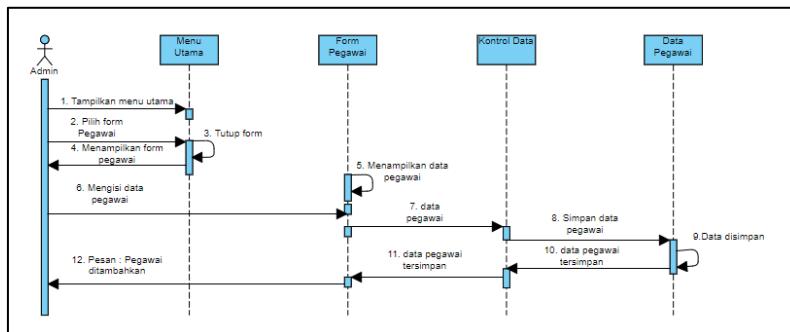 Menu
Utama
Form
Pegawai
Kontrol Data
Data
Pegawai
Admin
1. Tampilkan menu utama
2. Pilih form
Pegawai
3. Tutup form
4. Menampilkan form
pegawai
5. Menampilkan data
pegawai
6. Mengisi data
pegawai
7. data
pegawai
8. Simpan data
pegawai
9.Data disimpan
10. data pegawai
tersimpan
11. data pegawai
tersimpan
12. Pesan : Pegawai
ditambahkan